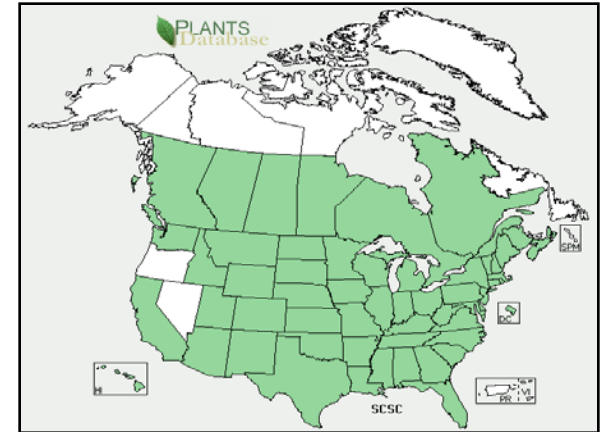 PLANTS
Database
SPM
DC
HI
PR
VI
SCSC